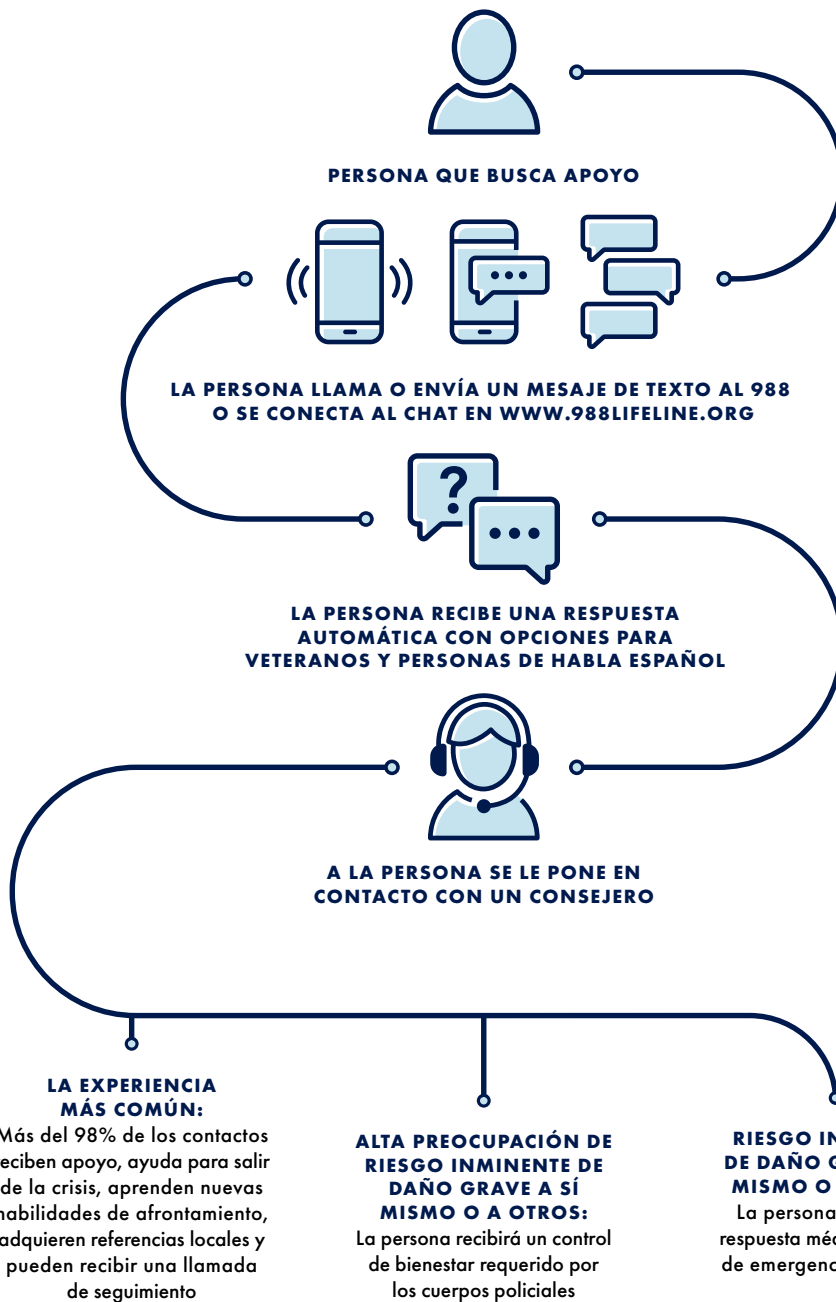 PERSONA QUE BUSCA APOYO
LA PERSONA LLAMA O ENVÍA UN MESAJE DE TEXTO AL 988
O SE CONECTA AL CHAT EN WWW.988LIFELINE.ORG
?
LA PERSONA RECIBE UNA RESPUESTA
AUTOMÁTICA CON OPCIONES PARA
VETERANOS Y PERSONAS DE HABLA ESPAÑOL
A LA PERSONA SE LE PONE EN
CONTACTO CON UN CONSEJERO
LA EXPERIENCIA
MÁS COMÚN:
Más del 98% de los contactos
reciben apoyo, ayuda para salir
de la crisis, aprenden nuevas
habilidades de afrontamiento,
adquieren referencias locales y
pueden recibir una llamada
de seguimiento
ALTA PREOCUPACIÓN DE
RIESGO INMINENTE DE
DAÑO GRAVE A SÍ
MISMO O A OTROS:
La persona recibirá un control
de bienestar requerido por
los cuerpos policiales
RIESGO
DE DAÑO
MISMO O
La persona
respuesta
de